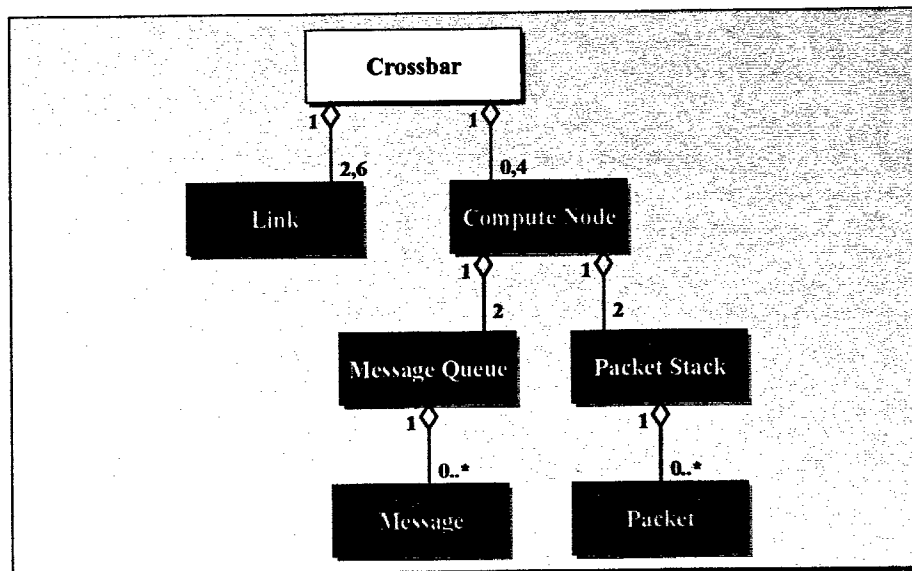 Crossbar
1 1
2,6 0,4
Link Compute Node
1 1
2 2
Message Queue Packet Stack
1 1
0..* 0..*
Message Packet